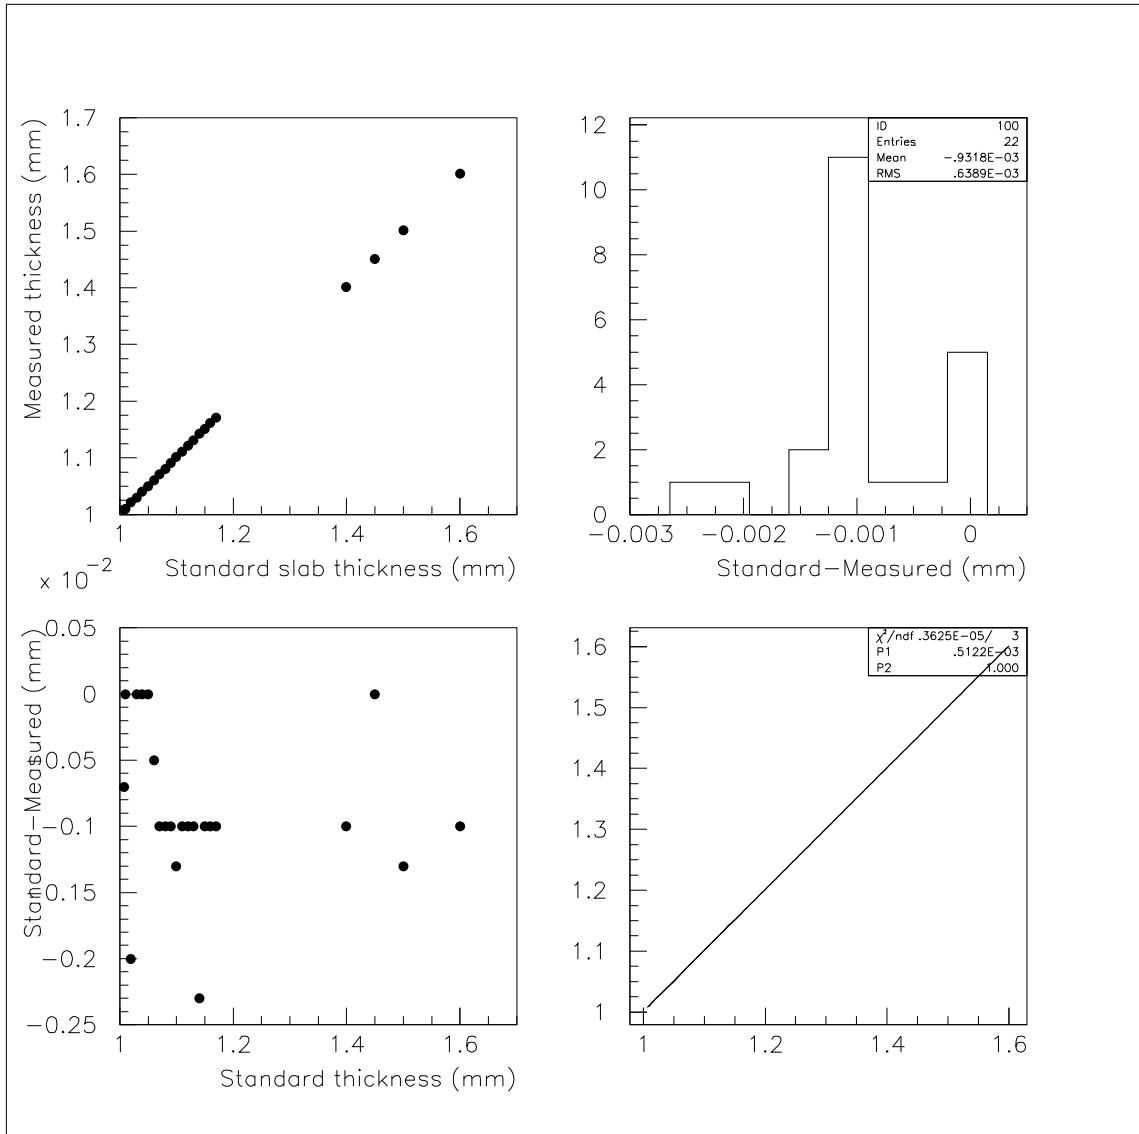 1.7
1.6
1.5
1.4
1.3
1.2
1.1
1
Measured thickness (mm)
1 1.2 1.4 1.6
Standard slab thickness (mm)
12
10
8
6
4
2
0
ID 100
Entries 22
Mean -.9318E-03
RMS .6389E-03
-0.003 -0.002 -0.001 0
Standard-Measured (mm)
x 10^-2
0.05
0
-0.05
-0.1
-0.15
-0.2
-0.25
Standard-Measured (mm)
1 1.2 1.4 1.6
Standard thickness (mm)
1.6
1.5
1.4
1.3
1.2
1.1
1
χ²/ndf .3625E-05/ 3
P1 .5122E-03
P2 1.000
1 1.2 1.4 1.6